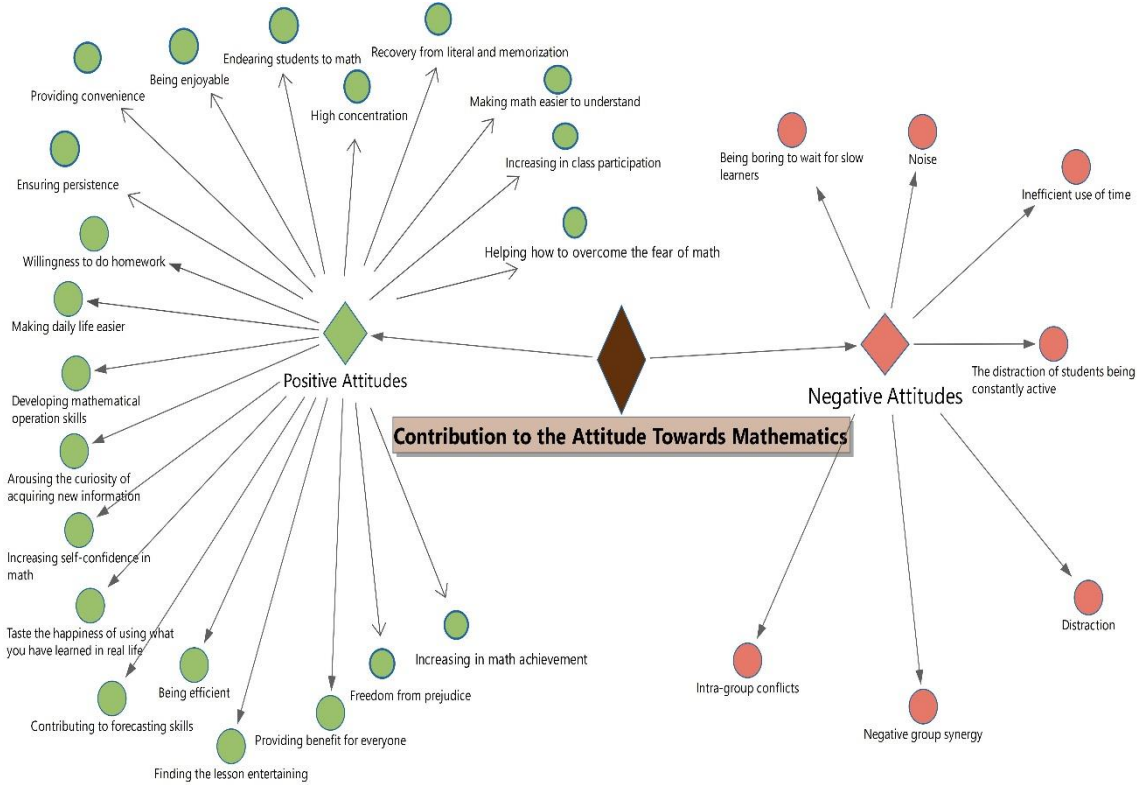 Endearing students to math
Recovery from literal and memorization
Being enjoyable
Providing convenience
High concentration
Making math easier to understand
Increasing in class participation
Ensuring persistence
Helping how to overcome the fear of math
Willingness to do homework
Making daily life easier
Positive Attitudes
Developing mathematical
operation skills
Arousing the curiosity of
acquiring new information
Increasing self-confidence in
math
Taste the happiness of using what
you have learned in real life
Being efficient
Contributing to forecasting skills
Finding the lesson entertaining
Providing benefit for everyone
Freedom from prejudice
Increasing in math achievement
Contribution to the Attitude Towards Mathematics
Being boring to wait for slow
learners
Noise
Inefficient use of time
The distraction of students being
constantly active
Negative Attitudes
Distraction
Intra-group conflicts
Negative group synergy